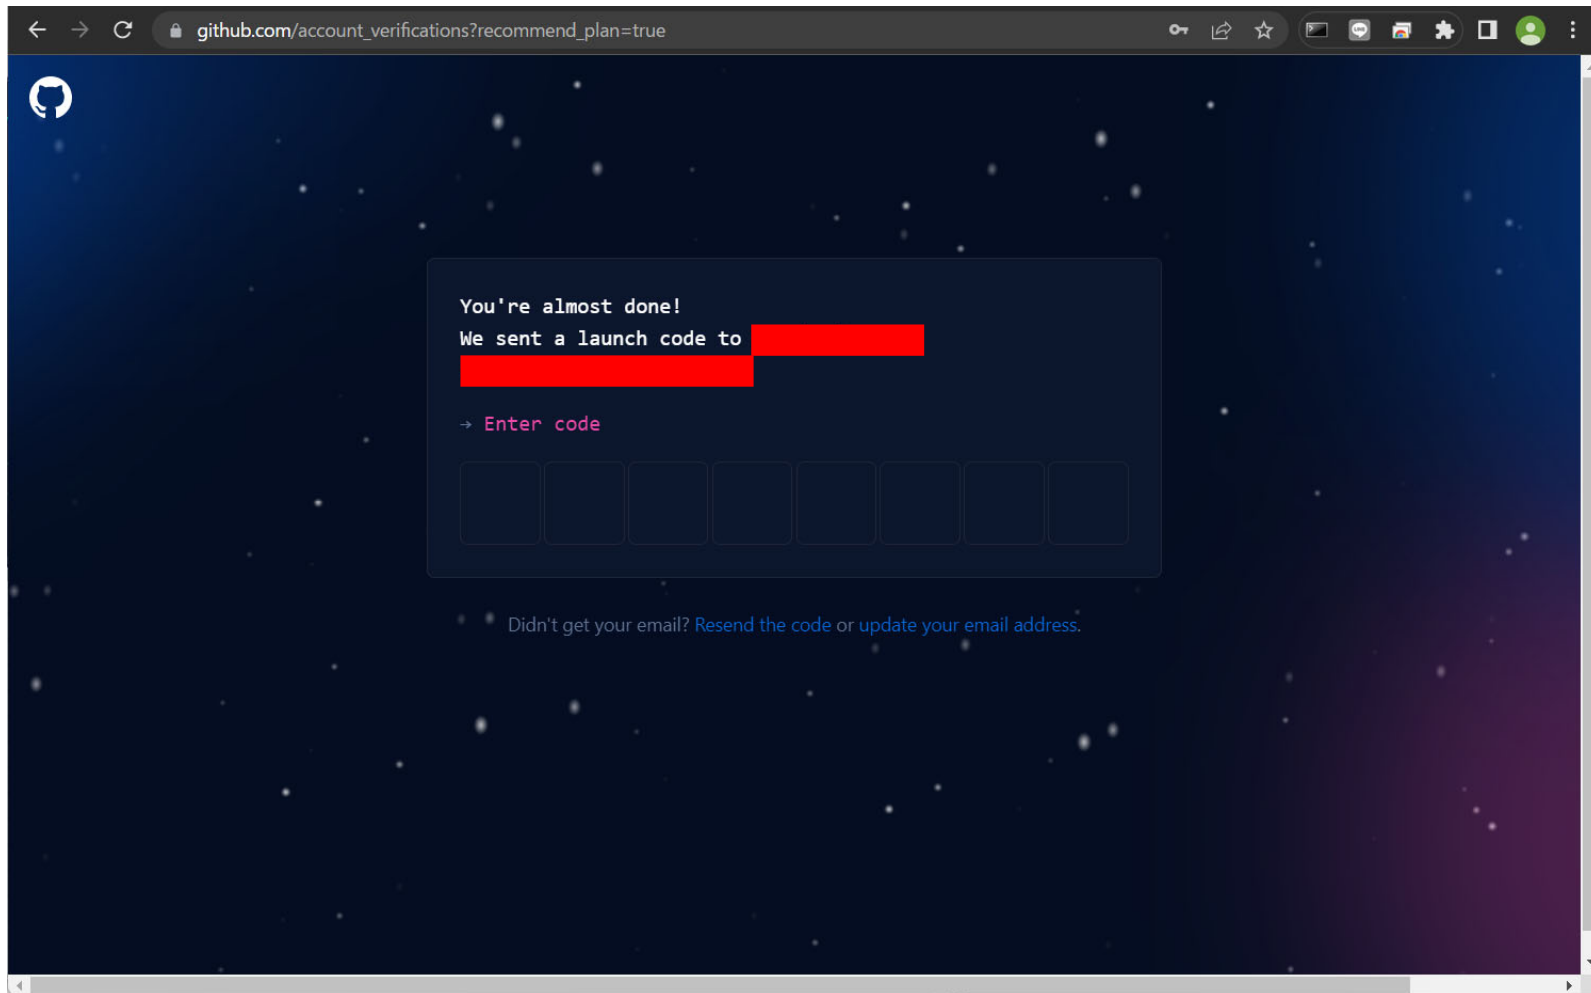 github.com/account_verifications?recommend_plan=true
You're almost done!
We sent a launch code to
→ Enter code
Didn't get your email? Resend the code or update your email address.